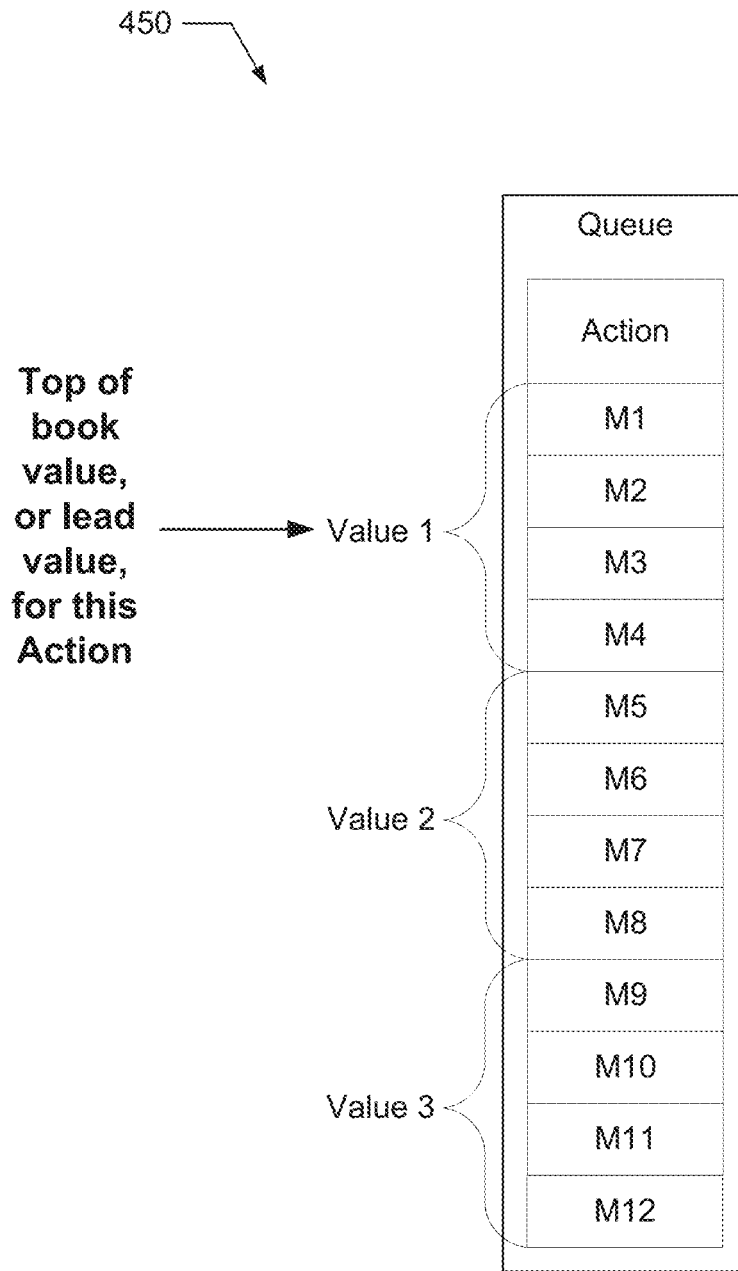 450
Queue
Action
Top of
book
value,
or lead
value,
for this
Action
Value 1
M1
M2
M3
M4
Value 2
M5
M6
M7
M8
Value 3
M9
M10
M11
M12